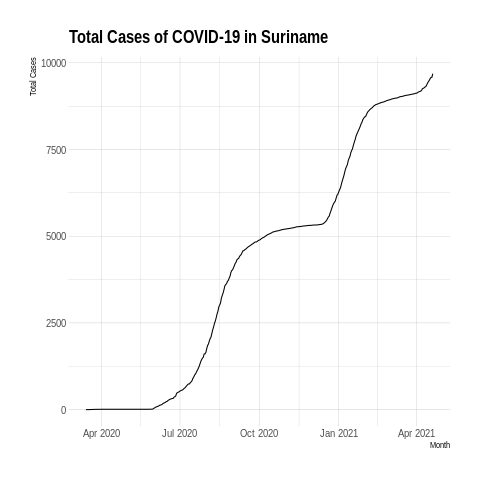 Total Cases of COVID-19 in Suriname
Total Cases
10000
7500
5000
2500
0
Apr 2020 Jul 2020 Oct 2020 Jan 2021 Apr 2021
Month